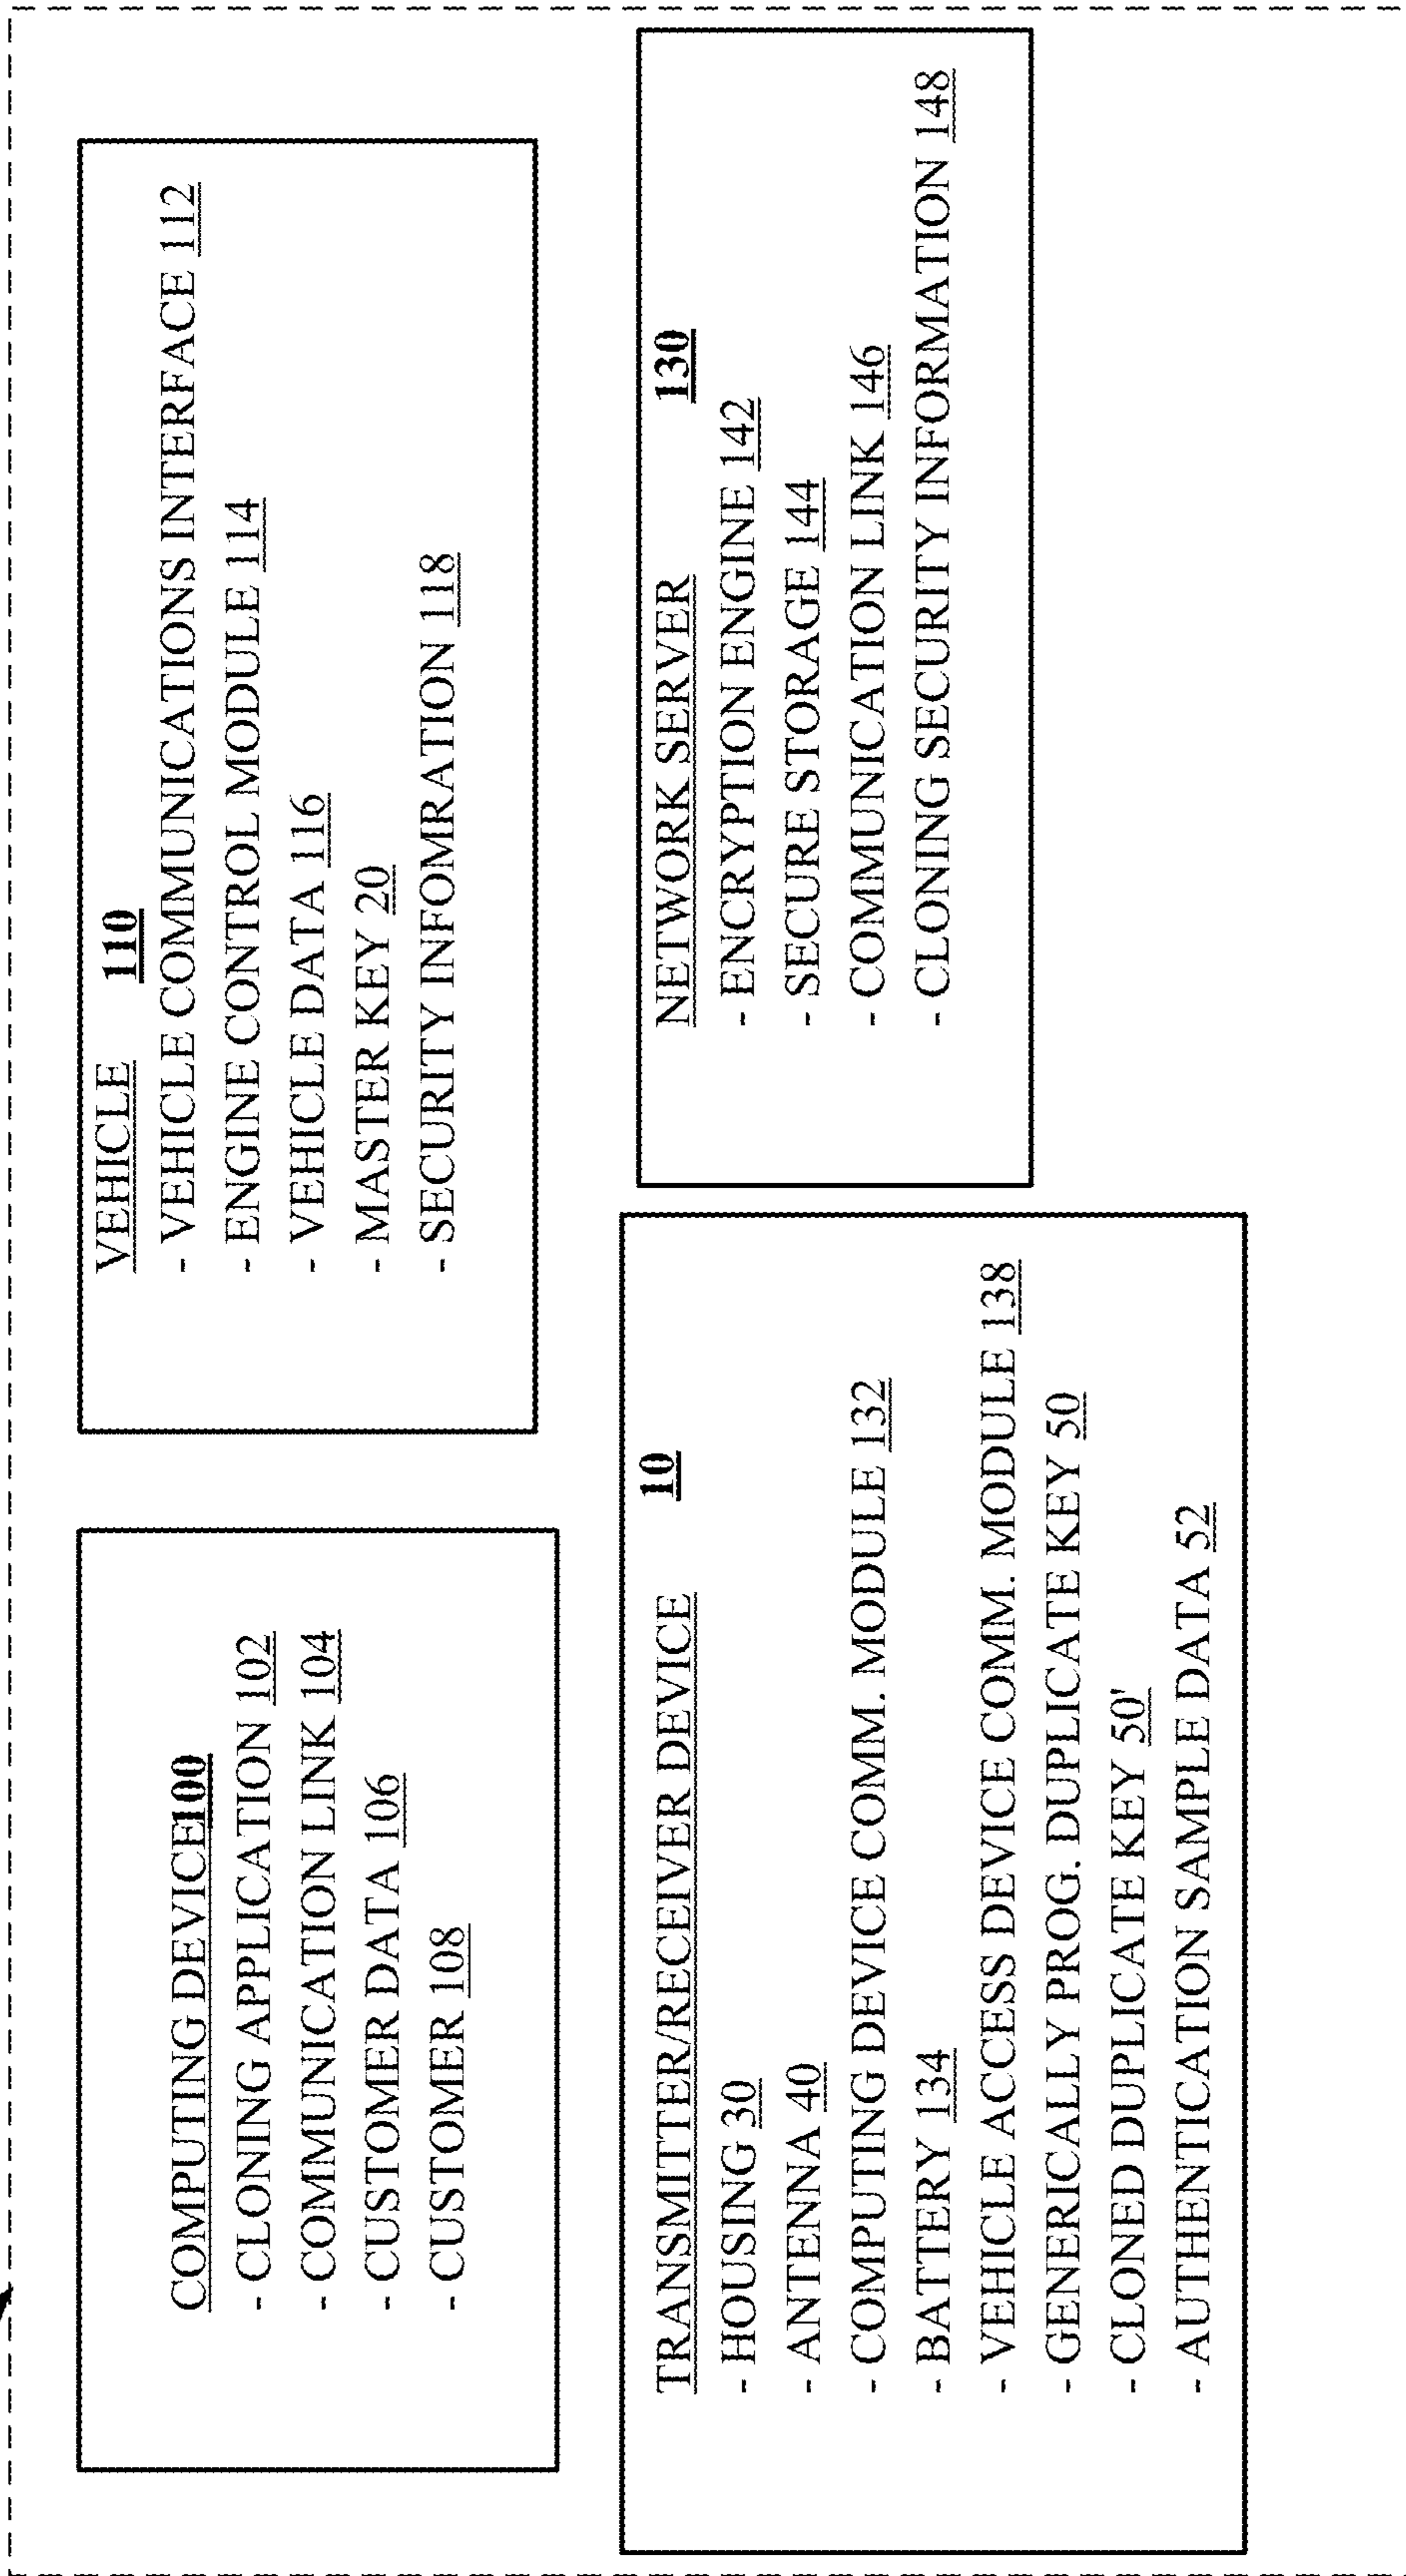 COMPUTING DEVICE100
- CLONING APPLICATION 102
- COMMUNICATION LINK 104
- CUSTOMER DATA 106
- CUSTOMER 108
VEHICLE 110
- VEHICLE COMMUNICATIONS INTERFACE 112
- ENGINE CONTROL MODULE 114
- VEHICLE DATA 116
- MASTER KEY 20
- SECURITY INFOMRATION 118
TRANSMITTER/RECEIVER DEVICE 10
- HOUSING 30
- ANTENNA 40
- COMPUTING DEVICE COMM. MODULE 132
- BATTERY 134
- VEHICLE ACCESS DEVICE COMM. MODULE 138
- GENERICALLY PROG. DUPLICATE KEY 50
- CLONED DUPLICATE KEY 50'
- AUTHENTICATION SAMPLE DATA 52
NETWORK SERVER 130
- ENCRYPTION ENGINE 142
- SECURE STORAGE 144
- COMMUNICATION LINK 146
- CLONING SECURITY INFORMATION 148